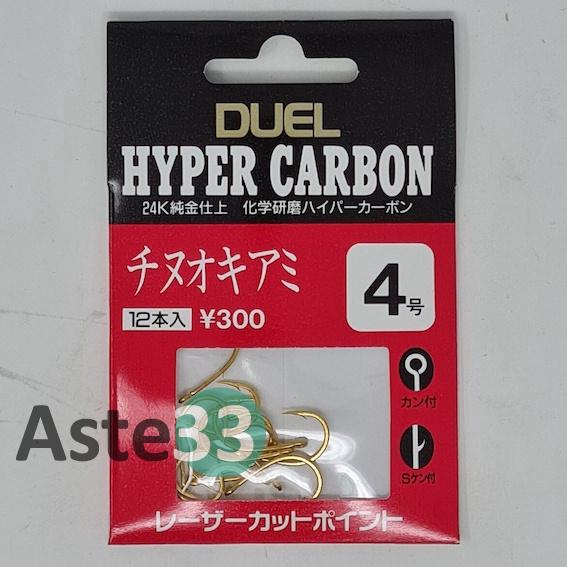 DUEL
HYPER CARBON
24K純金仕上 化学研磨ハイパーカーボン
チヌオキアミ
4号
12本入 ¥300
カン付
Sケン付
Aste33
レーザーカットポイント